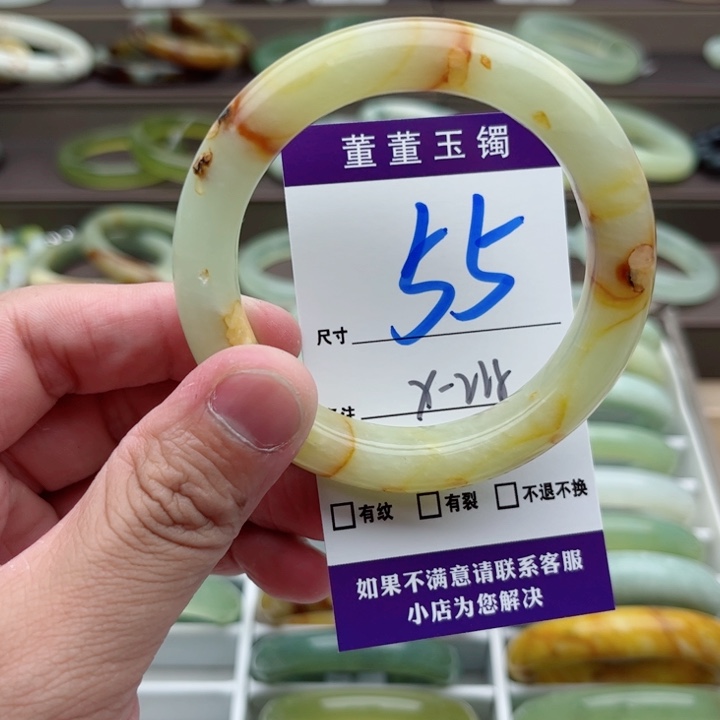 董董玉镯
尺寸 55
注
□有纹 □有裂 □不退不换
如果不满意请联系客服
小店为您解决